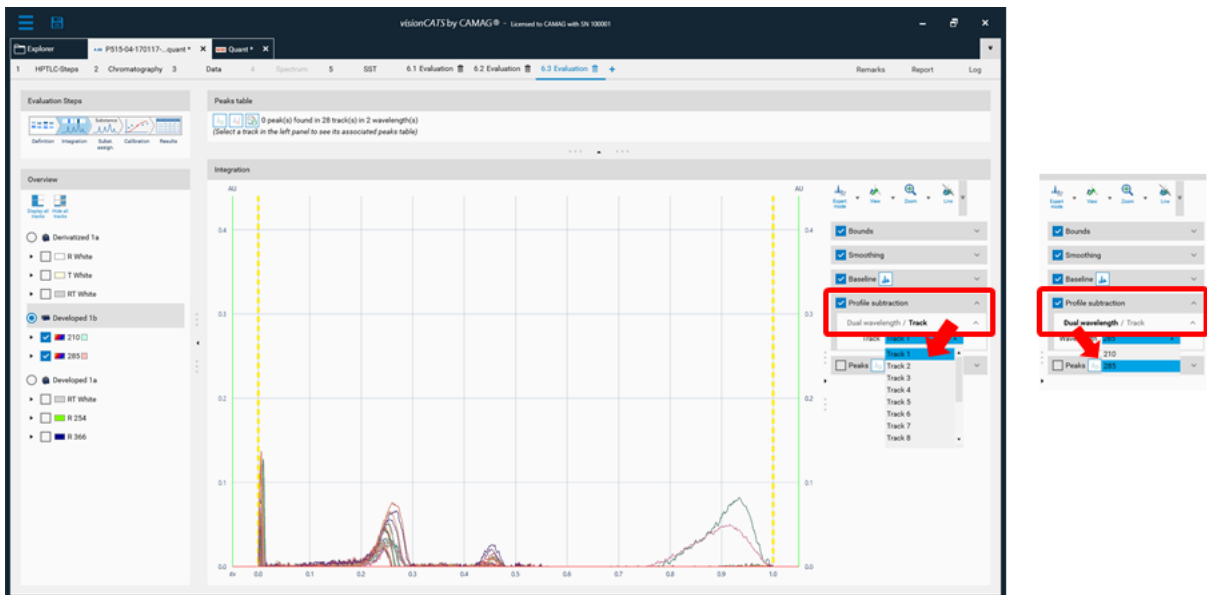 visionCATS by CAMAG® - Licensed to CAMAG with SN 100001
Explorer P515-04-170117-...quant * Quant *
1 HPTLC-Steps 2 Chromatography 3 Data 4 Spectrum 5 SST 6.1 Evaluation 6.2 Evaluation 6.3 Evaluation + Remarks Report Log
Evaluation Steps
Substance
Definition Integration Subst. assign. Calibration Results
Overview
Display all tracks Hide all tracks
Derivatized 1a
R White
T White
RT White
Developed 1b
210
285
Developed 1a
RT White
R 254
R 366
Peaks table
0 peak(s) found in 28 track(s) in 2 wavelength(s)
(Select a track in the left panel to see its associated peaks table)
Integration
AU AU
0.4 0.4
0.3 0.3
0.2 0.2
0.1 0.1
0.0 0.0
Rf 0.0 0.1 0.2 0.3 0.4 0.5 0.6 0.7 0.8 0.9 1.0
Expert mode View Zoom Line
Bounds
Smoothing
Baseline
Profile subtraction
Dual wavelength / Track
Track Track 1
Peaks
Track 1
Track 2
Track 3
Track 4
Track 5
Track 6
Track 7
Track 8
Expert mode View Zoom Line
Bounds
Smoothing
Baseline
Profile subtraction
Dual wavelength / Track
285
210
Peaks 285